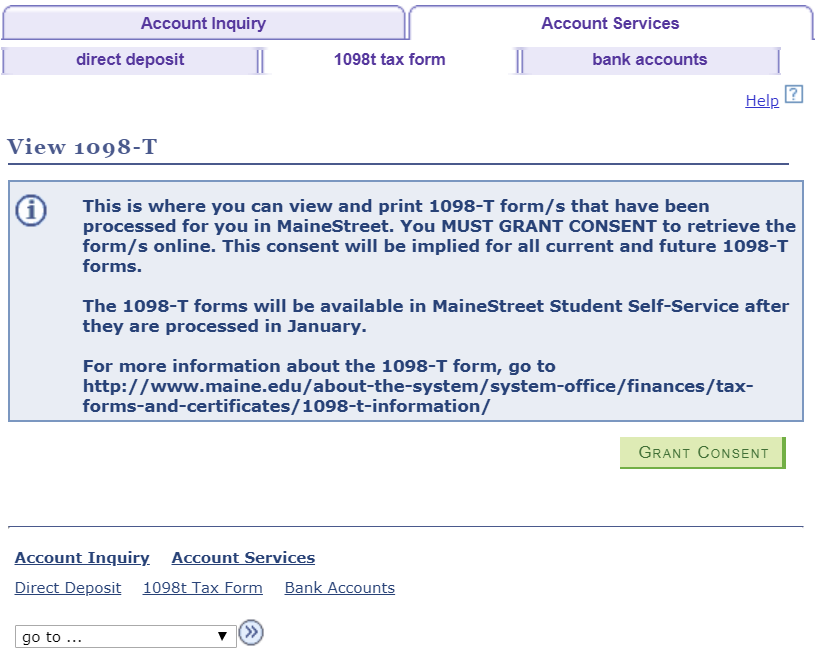 Account Inquiry Account Services
direct deposit 1098t tax form bank accounts
Help ?
View 1098-T
This is where you can view and print 1098-T form/s that have been
processed for you in MaineStreet. You MUST GRANT CONSENT to retrieve the
form/s online. This consent will be implied for all current and future 1098-T
forms.
The 1098-T forms will be available in MaineStreet Student Self-Service after
they are processed in January.
For more information about the 1098-T form, go to
http://www.maine.edu/about-the-system/system-office/finances/tax-
forms-and-certificates/1098-t-information/
GRANT CONSENT
Account Inquiry Account Services
Direct Deposit 1098t Tax Form Bank Accounts
go to ...